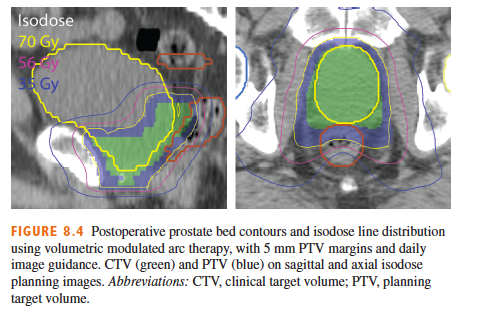 Isodose
70 Gy
56 Gy
35 Gy
FIGURE 8.4 Postoperative prostate bed contours and isodose line distribution
using volumetric modulated arc therapy, with 5 mm PTV margins and daily
image guidance. CTV (green) and PTV (blue) on sagittal and axial isodose
planning images. Abbreviations: CTV, clinical target volume; PTV, planning
target volume.